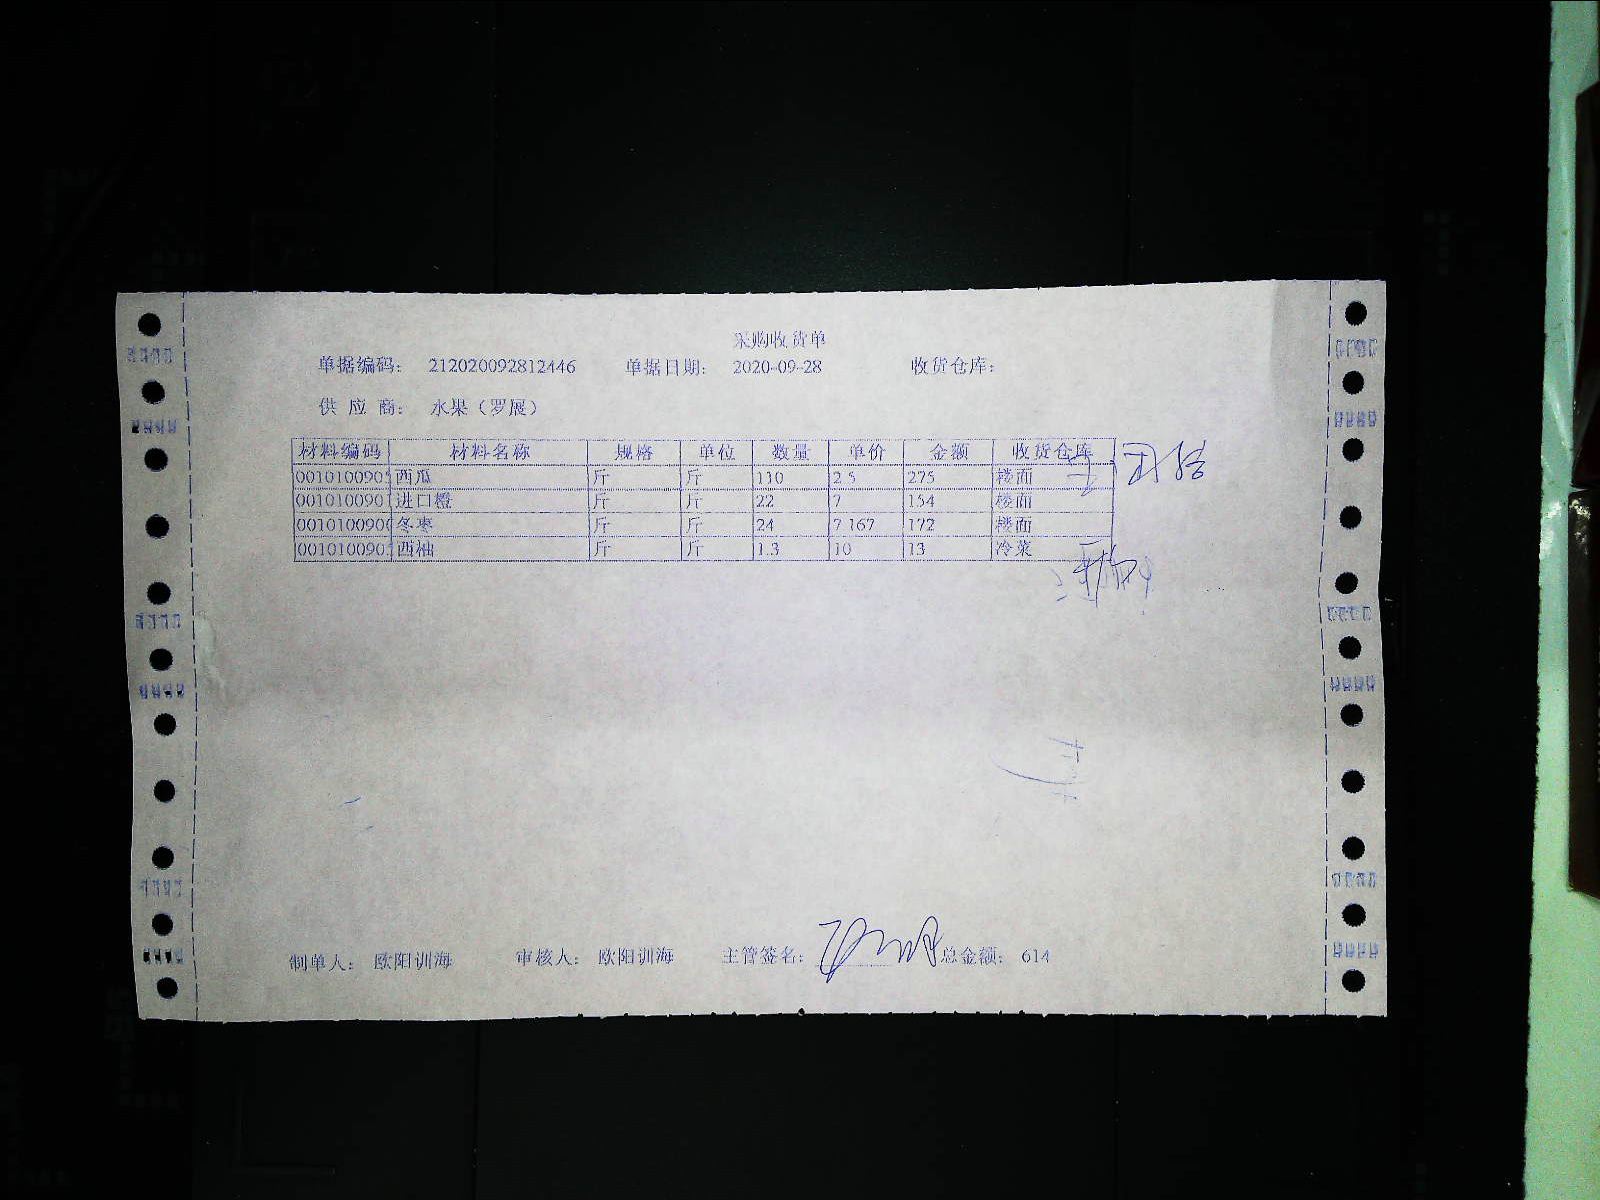 采购收货单
单据编码: 212020092812446 单据日期: 2020-09-28 收货仓库:
供 应 商: 水果（罗展）
材料编码 材料名称 规格 单位 数量 单价 金额 收货仓库
001010090 西瓜 斤 斤 110 2.5 275 楼面
001010090 进口橙 斤 斤 22 7 154 楼面
001010090 冬枣 斤 斤 24 7.167 172 楼面
001010090 西柚 斤 斤 1.3 10 13 冷菜
制单人: 欧阳训海 审核人: 欧阳训海 主管签名: 总金额: 614